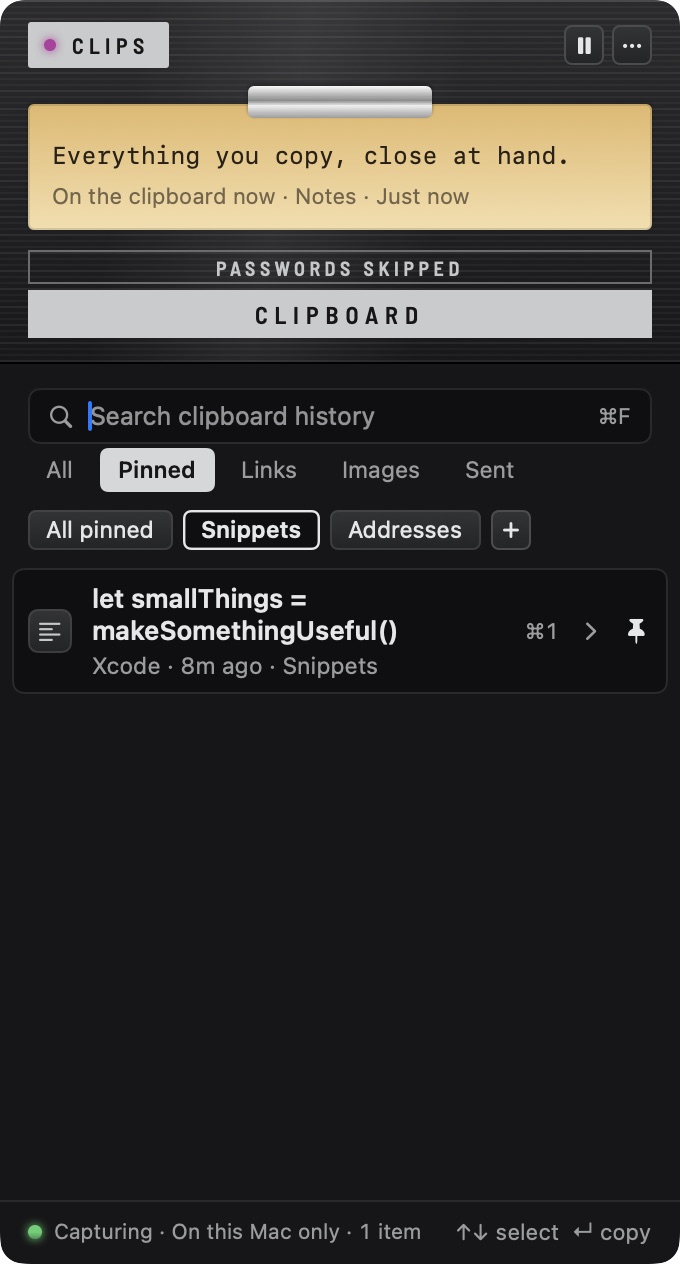 CLIPS
Everything you copy, close at hand.
On the clipboard now · Notes · Just now
PASSWORDS SKIPPED
CLIPBOARD
Search clipboard history ⌘F
All Pinned Links Images Sent
All pinned Snippets Addresses +
let smallThings =
makeSomethingUseful()
⌘1
Xcode · 8m ago · Snippets
Capturing · On this Mac only · 1 item ↑↓ select ↩ copy